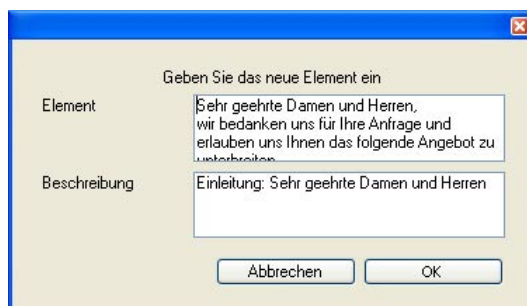 Geben Sie das neue Element ein
Element
Sehr geehrte Damen und Herren,
wir bedanken uns für Ihre Anfrage und
erlauben uns Ihnen das folgende Angebot zu
Beschreibung
Einleitung: Sehr geehrte Damen und Herren
Abbrechen
OK